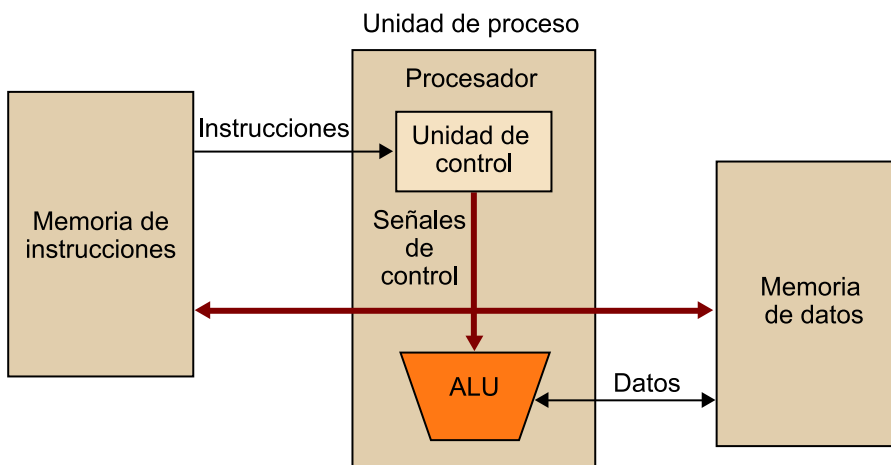 Unidad de proceso
Procesador
Instrucciones
Unidad de
control
Memoria de
instrucciones
Señales
de
control
Memoria
de datos
ALU
Datos